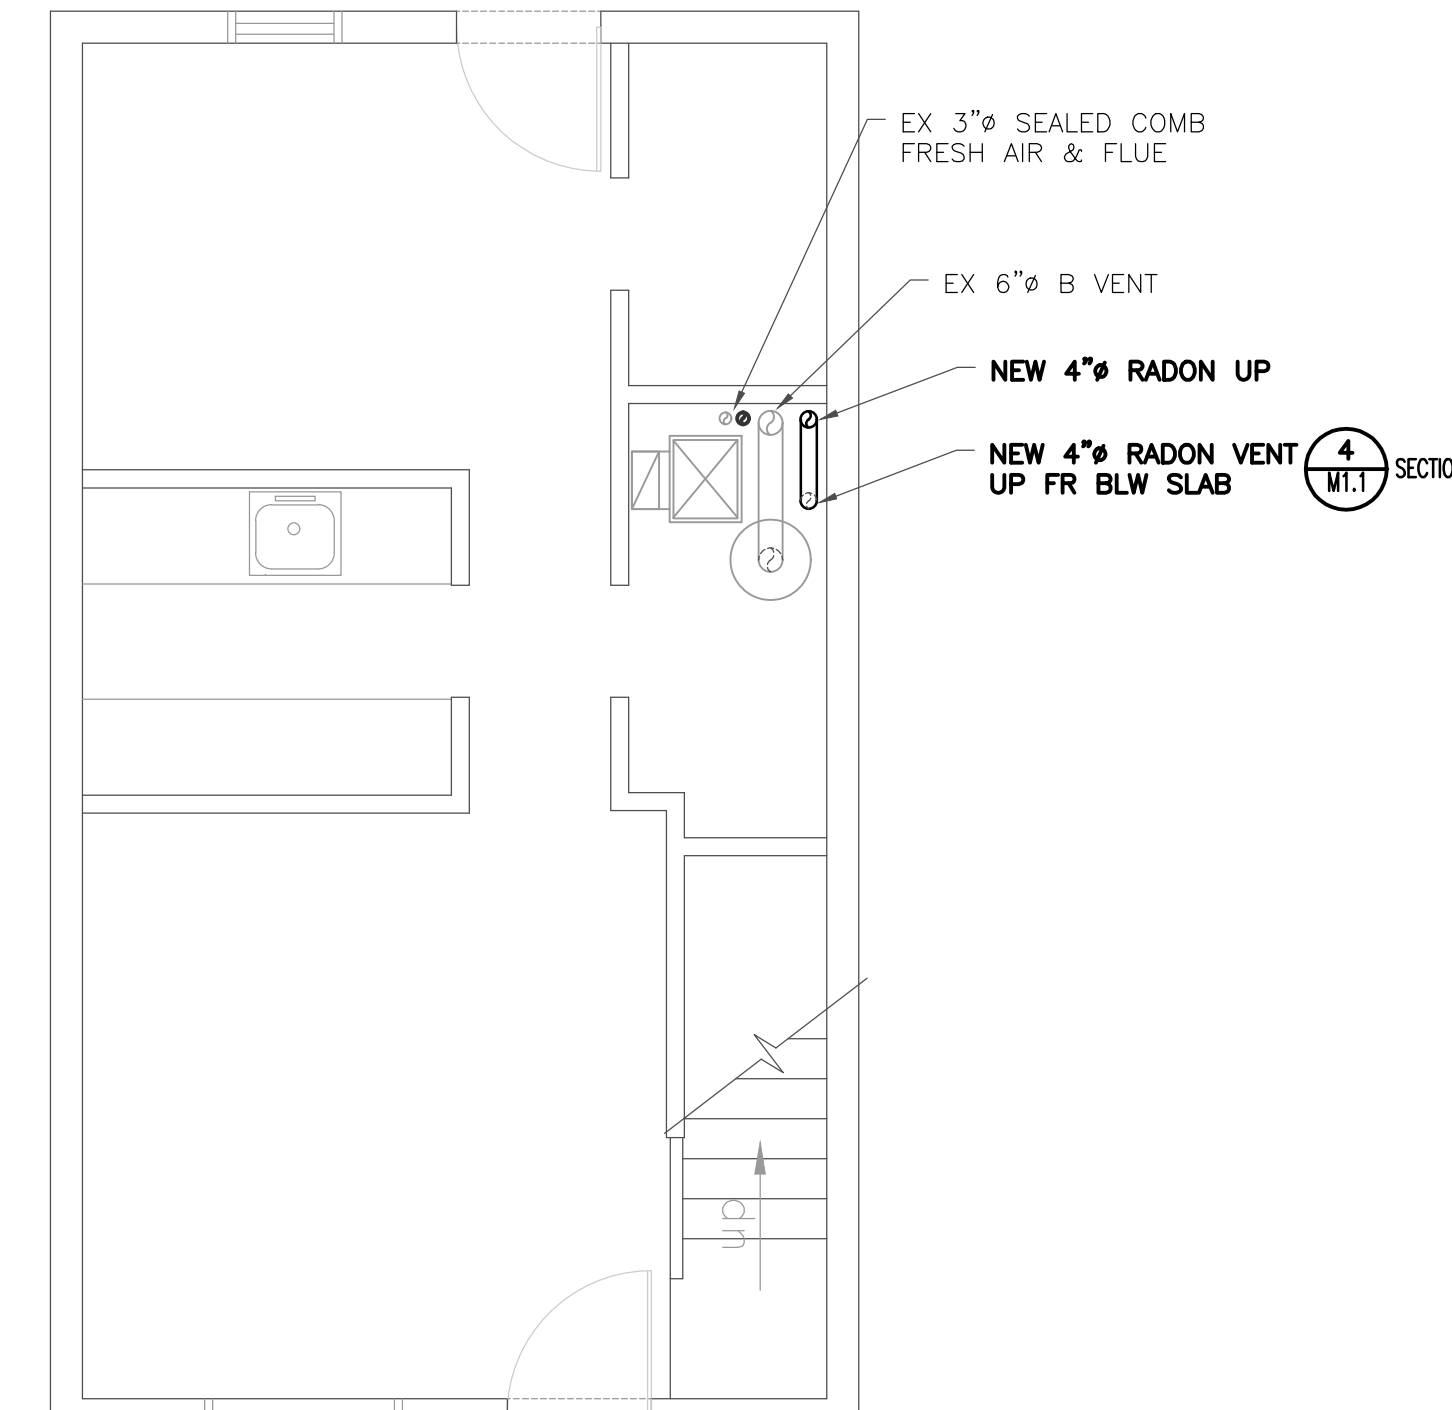 EX 3"ø SEALED COMB
FRESH AIR & FLUE
EX 6"ø B VENT
NEW 4"ø RADON UP
NEW 4"ø RADON VENT
UP FR BLW SLAB
4
M1.1
SECTIO
up